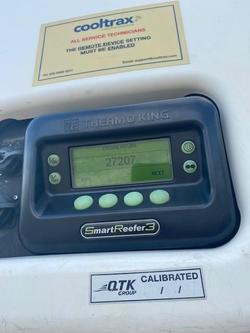 cooltrax
ALL SERVICE TECHNICIANS
THE REMOTE DEVICE SETTING
MUST BE ENABLED
THERMO KING
27207
NEXT
SmartReefer3
QTK
GROUP
CALIBRATED
/ /